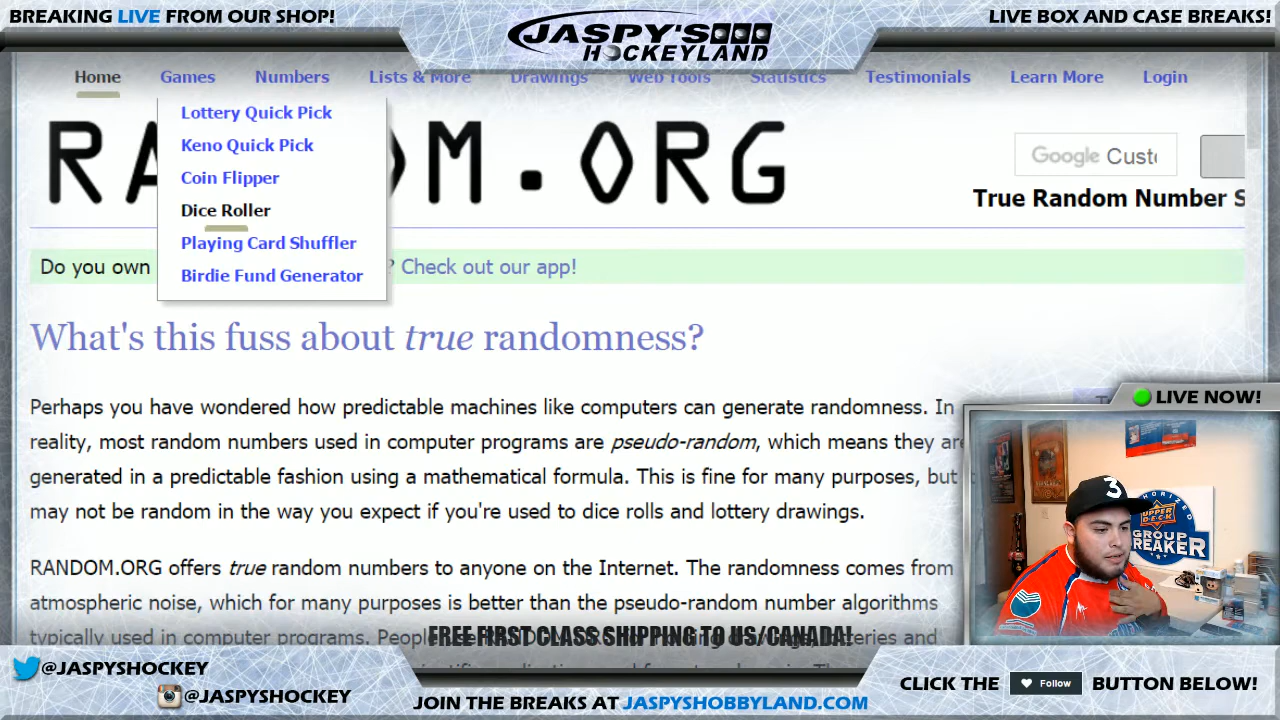 BREAKING LIVE FROM OUR SHOP!
JASPY'S
HOCKEYLAND
LIVE BOX AND CASE BREAKS!
Home Games Numbers Lists & More Drawings Web Tools Statistics Testimonials Learn More Login
Lottery Quick Pick
Keno Quick Pick
Coin Flipper
Dice Roller
Playing Card Shuffler
Birdie Fund Generator
RA DOM.ORG
Google Custo
True Random Number S
Do you own ? Check out our app!
What's this fuss about true randomness?
Perhaps you have wondered how predictable machines like computers can generate randomness. In
reality, most random numbers used in computer programs are pseudo-random, which means they are
generated in a predictable fashion using a mathematical formula. This is fine for many purposes, but
may not be random in the way you expect if you're used to dice rolls and lottery drawings.
RANDOM.ORG offers true random numbers to anyone on the Internet. The randomness comes from
atmospheric noise, which for many purposes is better than the pseudo-random number algorithms
typically used in computer programs. People
and
FREE FIRST CLASS SHIPPING TO US/CANADA!
LIVE NOW!
3
AUTHORIZED
UPPER DECK
GROUP
BREAKER
@JASPYSHOCKEY
@JASPYSHOCKEY
JOIN THE BREAKS AT JASPYSHOBBYLAND.COM
CLICK THE Follow BUTTON BELOW!